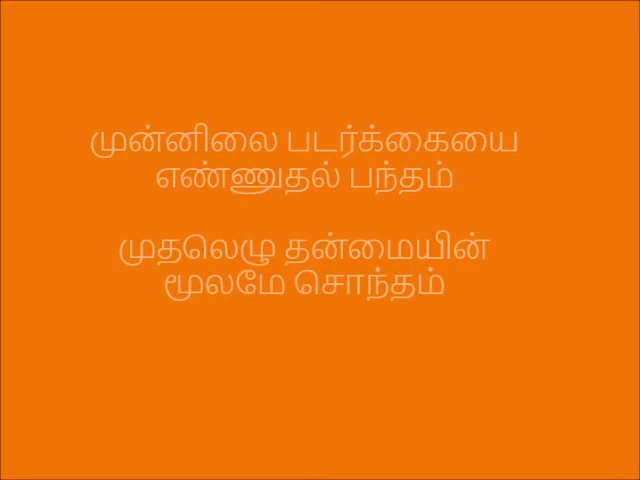 முன்னிலை படர்க்கையை
எண்ணுதல் பந்தம்
முதலெழு தன்மையின்
மூலமே சொந்தம்